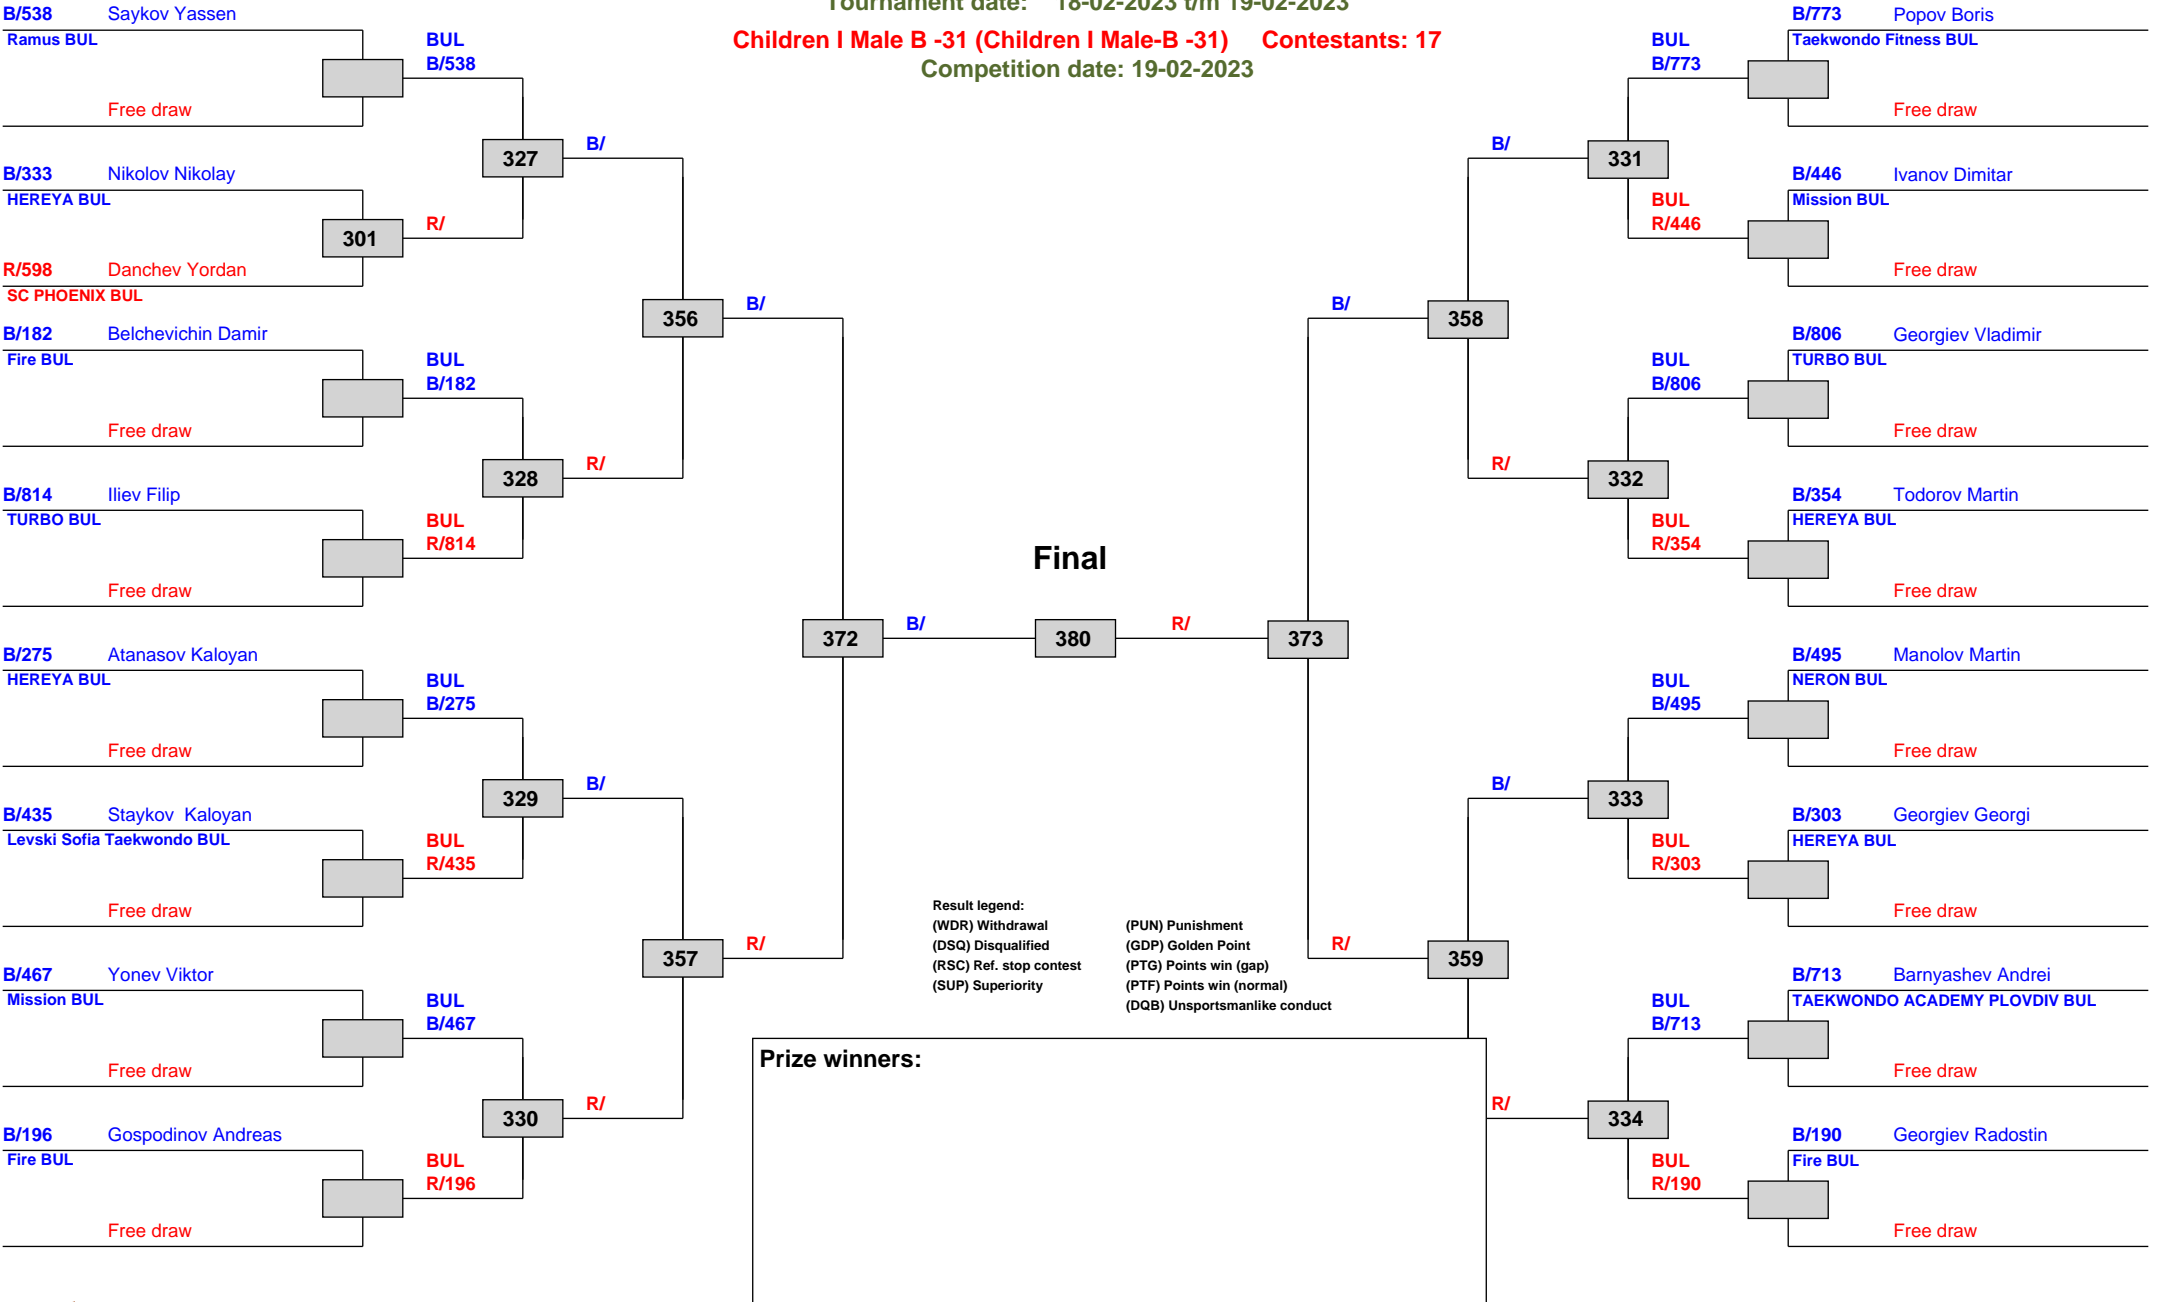 Tournament date: 18-02-2023 t/m 19-02-2023
Children I Male B -31 (Children I Male-B -31) Contestants: 17
Competition date: 19-02-2023
B/538 Saykov Yassen
Ramus BUL
Free draw
BUL
B/538
B/333 Nikolov Nikolay
HEREYA BUL
301
R/
R/598 Danchev Yordan
SC PHOENIX BUL
327
B/
B/182 Belchevichin Damir
Fire BUL
Free draw
BUL
B/182
B/814 Iliev Filip
TURBO BUL
Free draw
BUL
R/814
328
R/
356
B/
B/275 Atanasov Kaloyan
HEREYA BUL
Free draw
BUL
B/275
B/435 Staykov Kaloyan
Levski Sofia Taekwondo BUL
Free draw
BUL
R/435
329
B/
B/467 Yonev Viktor
Mission BUL
Free draw
BUL
B/467
B/196 Gospodinov Andreas
Fire BUL
Free draw
BUL
R/196
330
R/
357
R/
372
B/
Final
380
R/
373
B/
358
B/
331
BUL
B/773
B/773 Popov Boris
Taekwondo Fitness BUL
Free draw
BUL
R/446
B/446 Ivanov Dimitar
Mission BUL
Free draw
R/
332
BUL
B/806
B/806 Georgiev Vladimir
TURBO BUL
Free draw
BUL
R/354
B/354 Todorov Martin
HEREYA BUL
Free draw
R/
359
B/
333
BUL
B/495
B/495 Manolov Martin
NERON BUL
Free draw
BUL
R/303
B/303 Georgiev Georgi
HEREYA BUL
Free draw
R/
334
BUL
B/713
B/713 Barnyashev Andrei
TAEKWONDO ACADEMY PLOVDIV BUL
Free draw
BUL
R/190
B/190 Georgiev Radostin
Fire BUL
Free draw
Result legend:
(WDR) Withdrawal (PUN) Punishment
(DSQ) Disqualified (GDP) Golden Point
(RSC) Ref. stop contest (PTG) Points win (gap)
(SUP) Superiority (PTF) Points win (normal)
(DQB) Unsportsmanlike conduct
Prize winners: